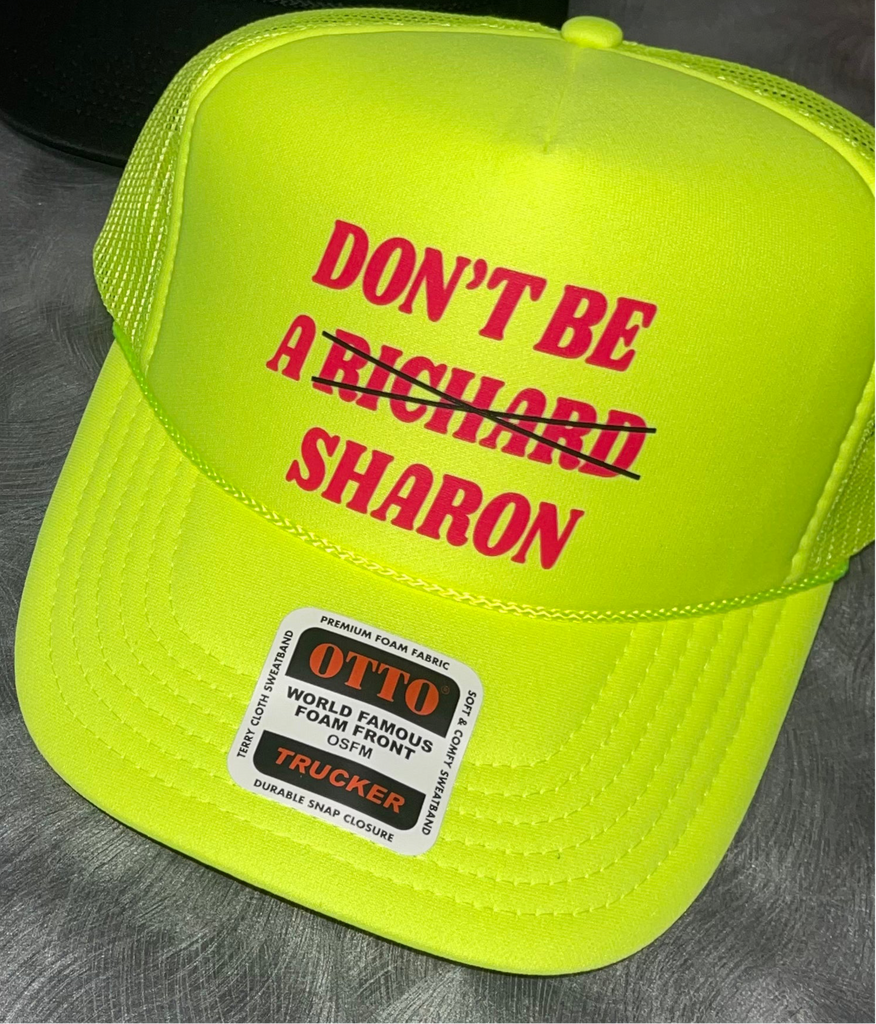 DON'T BE
A RICHARD
SHARON
PREMIUM FOAM FABRIC
TERRY CLOTH SWEATBAND
OTTO®
WORLD FAMOUS
FOAM FRONT
OSFM
TRUCKER
SOFT & COMFY SWEATBAND
DURABLE SNAP CLOSURE